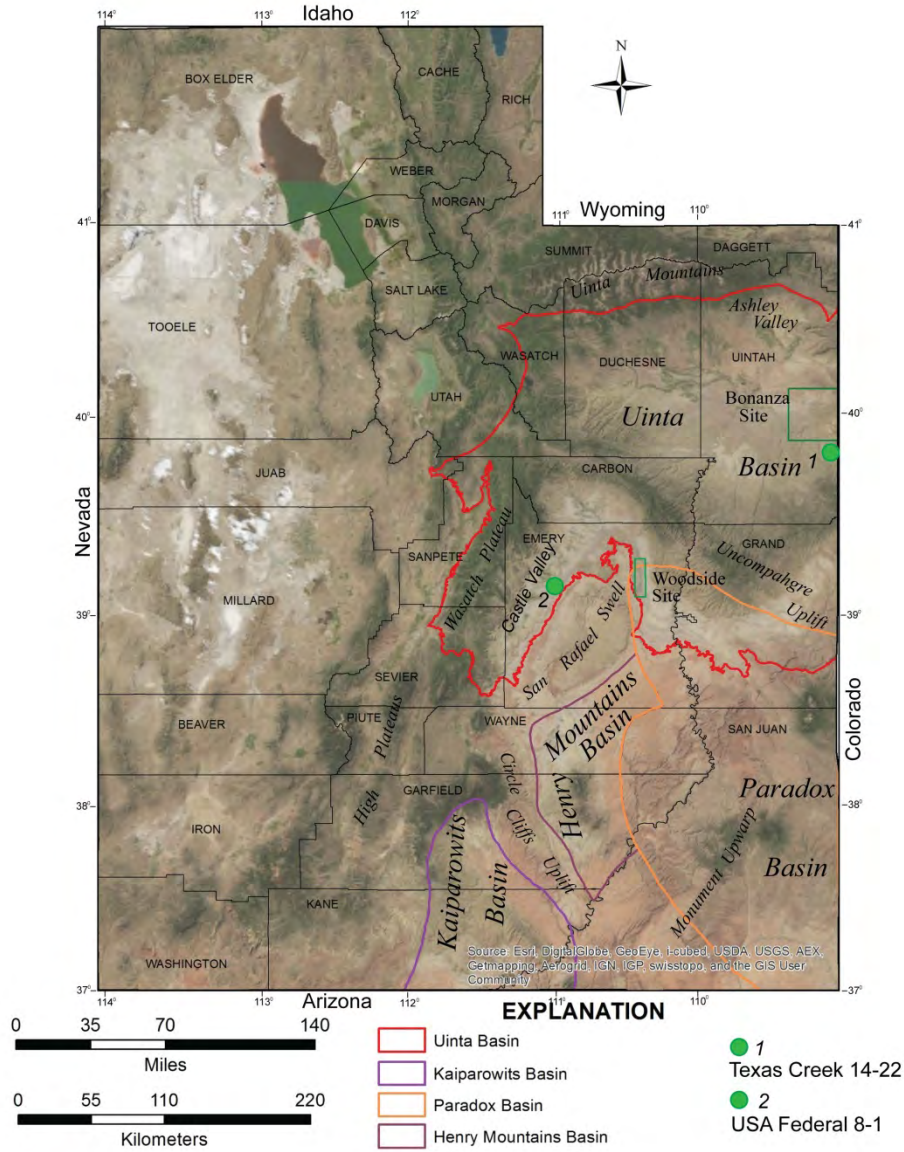 Idaho
114°
113°
112°
N
BOX ELDER
CACHE
RICH
WEBER
MORGAN
DAVIS
41°
111°
Wyoming
110°
41°
SUMMIT
DAGGETT
Uinta Mountains
SALT LAKE
TOOELE
Ashley
Valley
WASATCH
DUCHESNE
UINTAH
UTAH
Bonanza
Site
40°
40°
Uinta
Basin
1
JUAB
CARBON
Nevada
EMERY
GRAND
SANPETE
Wasatch Plateau
Castle Valley
2
Uncompahgre
Uplift
Woodside
Site
MILLARD
39°
39°
San Rafael Swell
SEVIER
Colorado
PIUTE
WAYNE
BEAVER
High Plateaus
Henry Mountains
Basin
SAN JUAN
Paradox
Basin
38°
38°
GARFIELD
IRON
Circle Cliffs Uplift
Monument Upwarp
Kaiparowits
Basin
KANE
WASHINGTON
Source: Esri, DigitalGlobe, GeoEye, i-cubed, USDA, USGS, AEX,
Getmapping, Aerogrid, IGN, IGP, swisstopo, and the GIS User
Community
37°
37°
114°
113°
Arizona
112°
111°
110°
EXPLANATION
0 35 70 140
Miles
0 55 110 220
Kilometers
Uinta Basin
Kaiparowits Basin
Paradox Basin
Henry Mountains Basin
1
Texas Creek 14-22
2
USA Federal 8-1